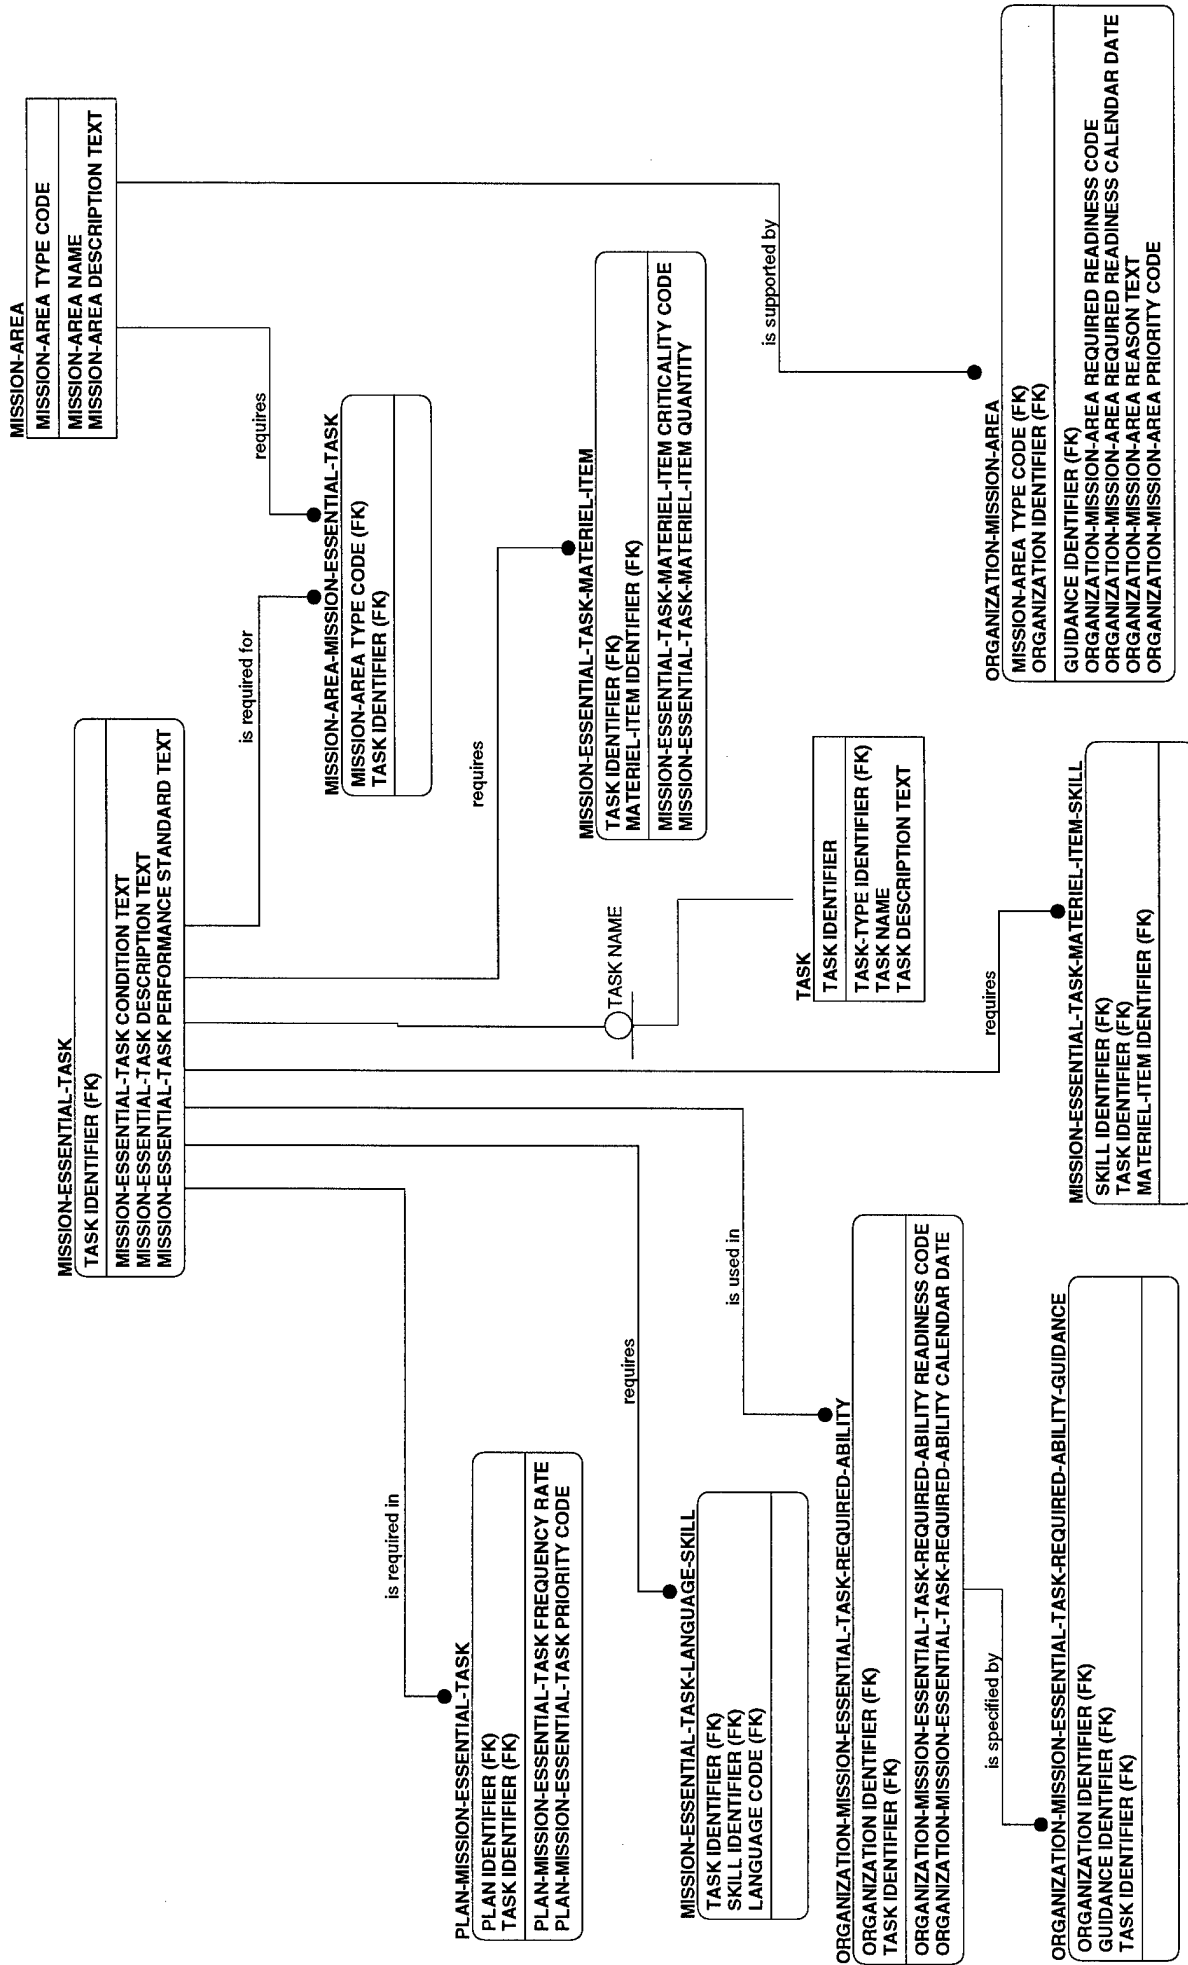 MISSION-AREA
MISSION-AREA TYPE CODE
MISSION-AREA NAME
MISSION-AREA DESCRIPTION TEXT
MISSION-ESSENTIAL-TASK
TASK IDENTIFIER (FK)
MISSION-ESSENTIAL-TASK CONDITION TEXT
MISSION-ESSENTIAL-TASK DESCRIPTION TEXT
MISSION-ESSENTIAL-TASK PERFORMANCE STANDARD TEXT
requires
is required for
MISSION-AREA-MISSION-ESSENTIAL-TASK
MISSION-AREA TYPE CODE (FK)
TASK IDENTIFIER (FK)
is required in
PLAN-MISSION-ESSENTIAL-TASK
PLAN IDENTIFIER (FK)
TASK IDENTIFIER (FK)
PLAN-MISSION-ESSENTIAL-TASK FREQUENCY RATE
PLAN-MISSION-ESSENTIAL-TASK PRIORITY CODE
requires
MISSION-ESSENTIAL-TASK-MATERIEL-ITEM
TASK IDENTIFIER (FK)
MATERIEL-ITEM IDENTIFIER (FK)
MISSION-ESSENTIAL-TASK-MATERIEL-ITEM CRITICALITY CODE
MISSION-ESSENTIAL-TASK-MATERIEL-ITEM QUANTITY
TASK NAME
requires
MISSION-ESSENTIAL-TASK-LANGUAGE-SKILL
TASK IDENTIFIER (FK)
SKILL IDENTIFIER (FK)
LANGUAGE CODE (FK)
is used in
is supported by
TASK
TASK IDENTIFIER
TASK-TYPE IDENTIFIER (FK)
TASK NAME
TASK DESCRIPTION TEXT
ORGANIZATION-MISSION-ESSENTIAL-TASK-REQUIRED-ABILITY
ORGANIZATION IDENTIFIER (FK)
TASK IDENTIFIER (FK)
ORGANIZATION-MISSION-ESSENTIAL-TASK-REQUIRED-ABILITY READINESS CODE
ORGANIZATION-MISSION-ESSENTIAL-TASK-REQUIRED-ABILITY CALENDAR DATE
requires
is specified by
ORGANIZATION-MISSION-AREA
MISSION-AREA TYPE CODE (FK)
ORGANIZATION IDENTIFIER (FK)
GUIDANCE IDENTIFIER (FK)
ORGANIZATION-MISSION-AREA REQUIRED READINESS CODE
ORGANIZATION-MISSION-AREA REQUIRED READINESS CALENDAR DATE
ORGANIZATION-MISSION-AREA REASON TEXT
ORGANIZATION-MISSION-AREA PRIORITY CODE
MISSION-ESSENTIAL-TASK-MATERIEL-ITEM-SKILL
SKILL IDENTIFIER (FK)
TASK IDENTIFIER (FK)
MATERIEL-ITEM IDENTIFIER (FK)
ORGANIZATION-MISSION-ESSENTIAL-TASK-REQUIRED-ABILITY-GUIDANCE
ORGANIZATION IDENTIFIER (FK)
GUIDANCE IDENTIFIER (FK)
TASK IDENTIFIER (FK)